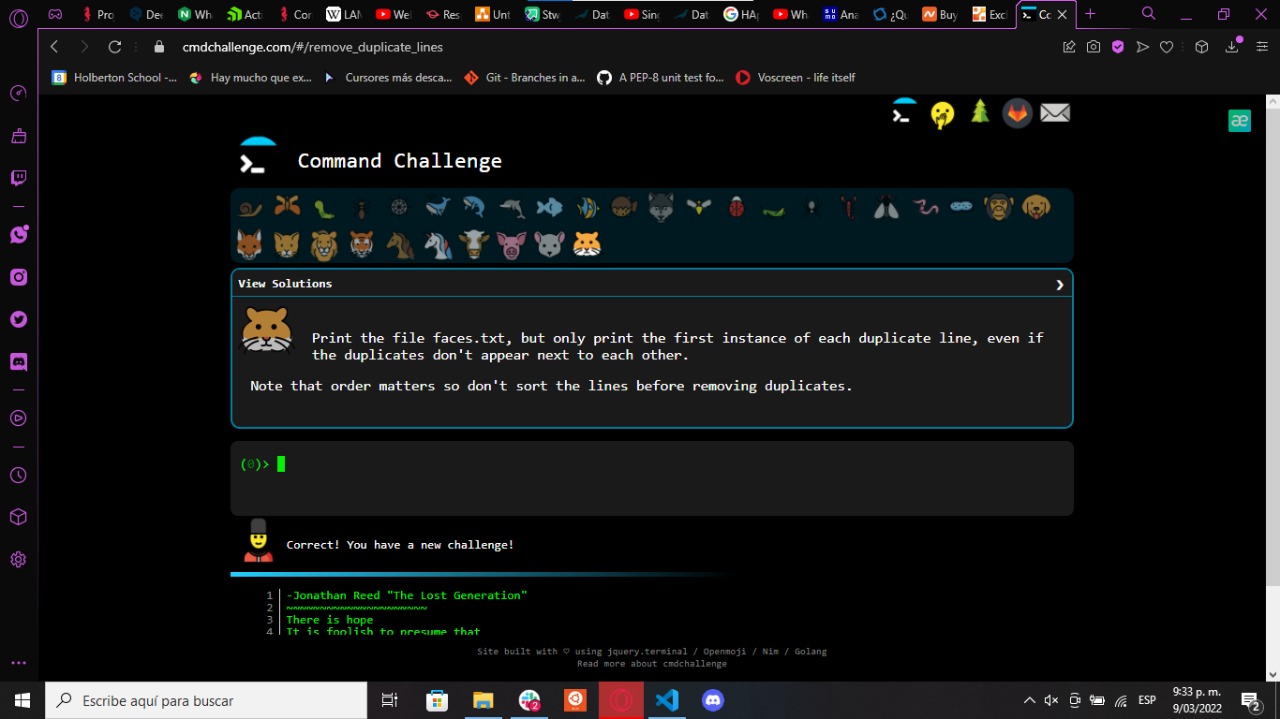 Pro
Dee
Wh
Acti
Cor
LAN
Wel
Res
Unt
Stw
Dat
Sing
Dat
HA
Wh
Ana
¿Qu
Buy
Excl
Co
cmdchallenge.com/#/remove_duplicate_lines
Holberton School -...
Hay mucho que ex...
Cursores más desca...
Git - Branches in a...
A PEP-8 unit test fo...
Voscreen - life itself
æ
Command Challenge
View Solutions
Print the file faces.txt, but only print the first instance of each duplicate line, even if
the duplicates don't appear next to each other.
Note that order matters so don't sort the lines before removing duplicates.
(0)>
Correct! You have a new challenge!
1 -Jonathan Reed "The Lost Generation"
2 ~~~~~~~~~~~~~~~~~~~~~
3 There is hope
4 It is foolish to presume that
Site built with ♡ using jquery.terminal / Openmoji / Nim / Golang
Read more about cmdchallenge
Escribe aquí para buscar
2
ESP
9:33 p. m.
9/03/2022
2